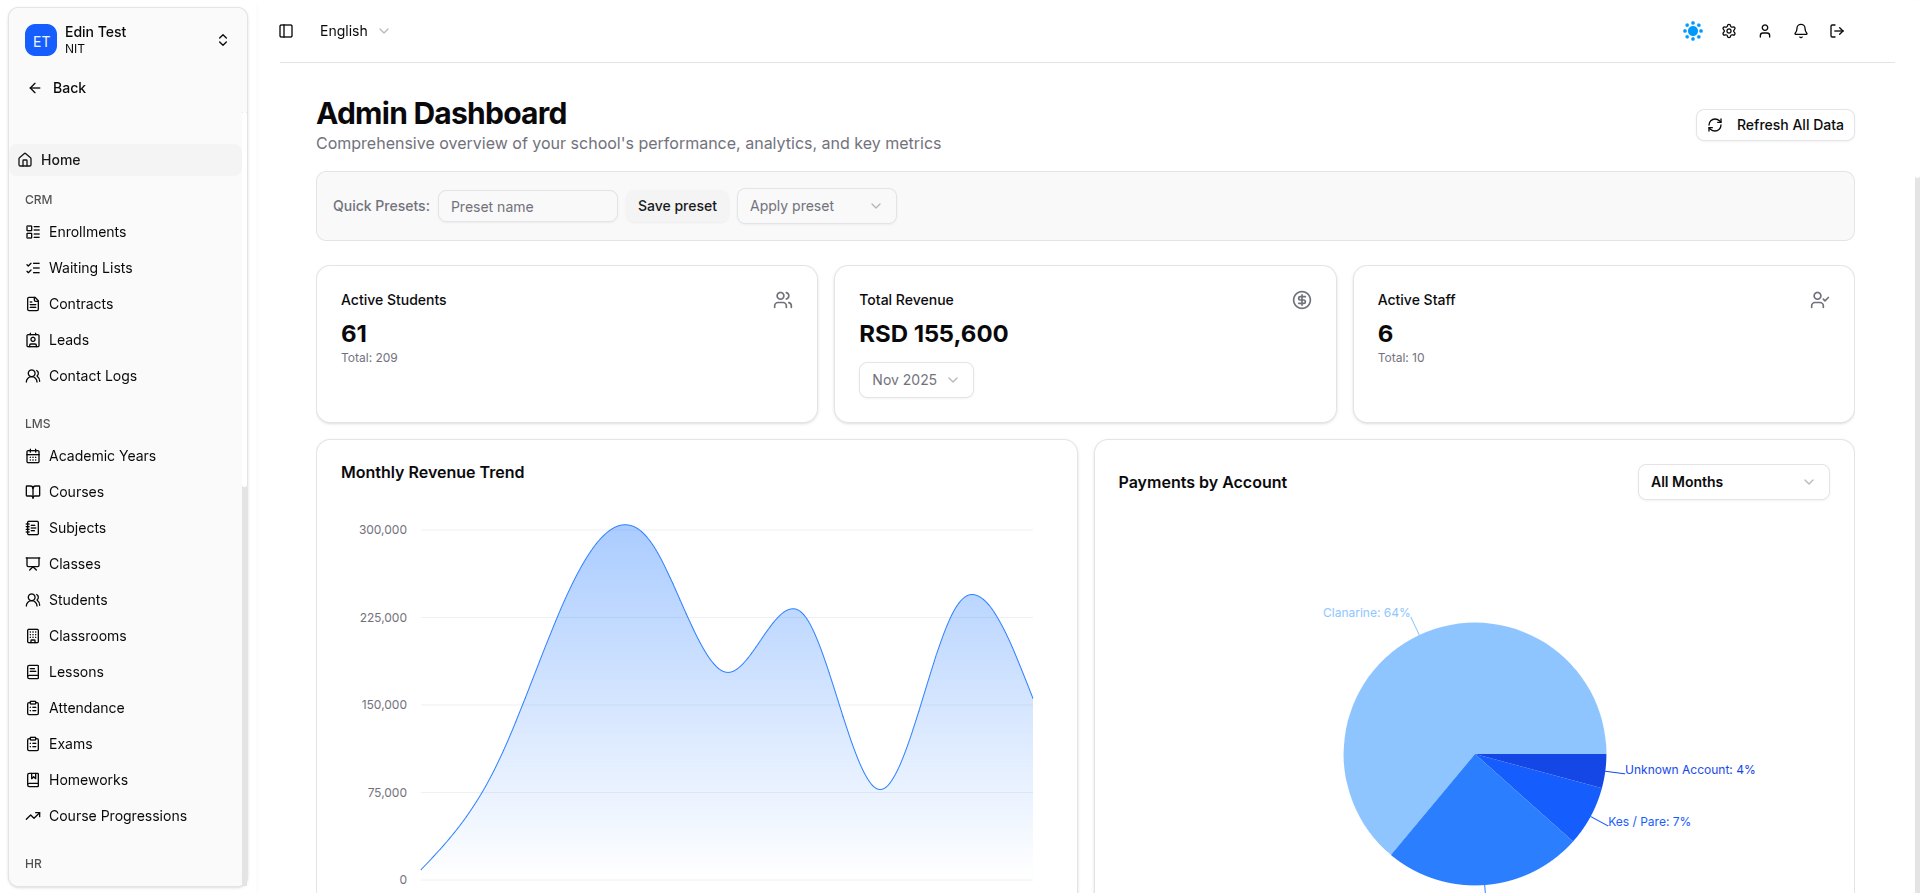 ET
Edin Test
NIT
Back
Home
CRM
Enrollments
Waiting Lists
Contracts
Leads
Contact Logs
LMS
Academic Years
Courses
Subjects
Classes
Students
Classrooms
Lessons
Attendance
Exams
Homeworks
Course Progressions
HR
English
Admin Dashboard
Comprehensive overview of your school's performance, analytics, and key metrics
Refresh All Data
Quick Presets:
Preset name
Save preset
Apply preset
Active Students
61
Total: 209
Total Revenue
RSD 155,600
Nov 2025
Active Staff
6
Total: 10
Monthly Revenue Trend
300,000
225,000
150,000
75,000
0
Payments by Account
All Months
Clanarine: 64%
Unknown Account: 4%
Kes / Pare: 7%